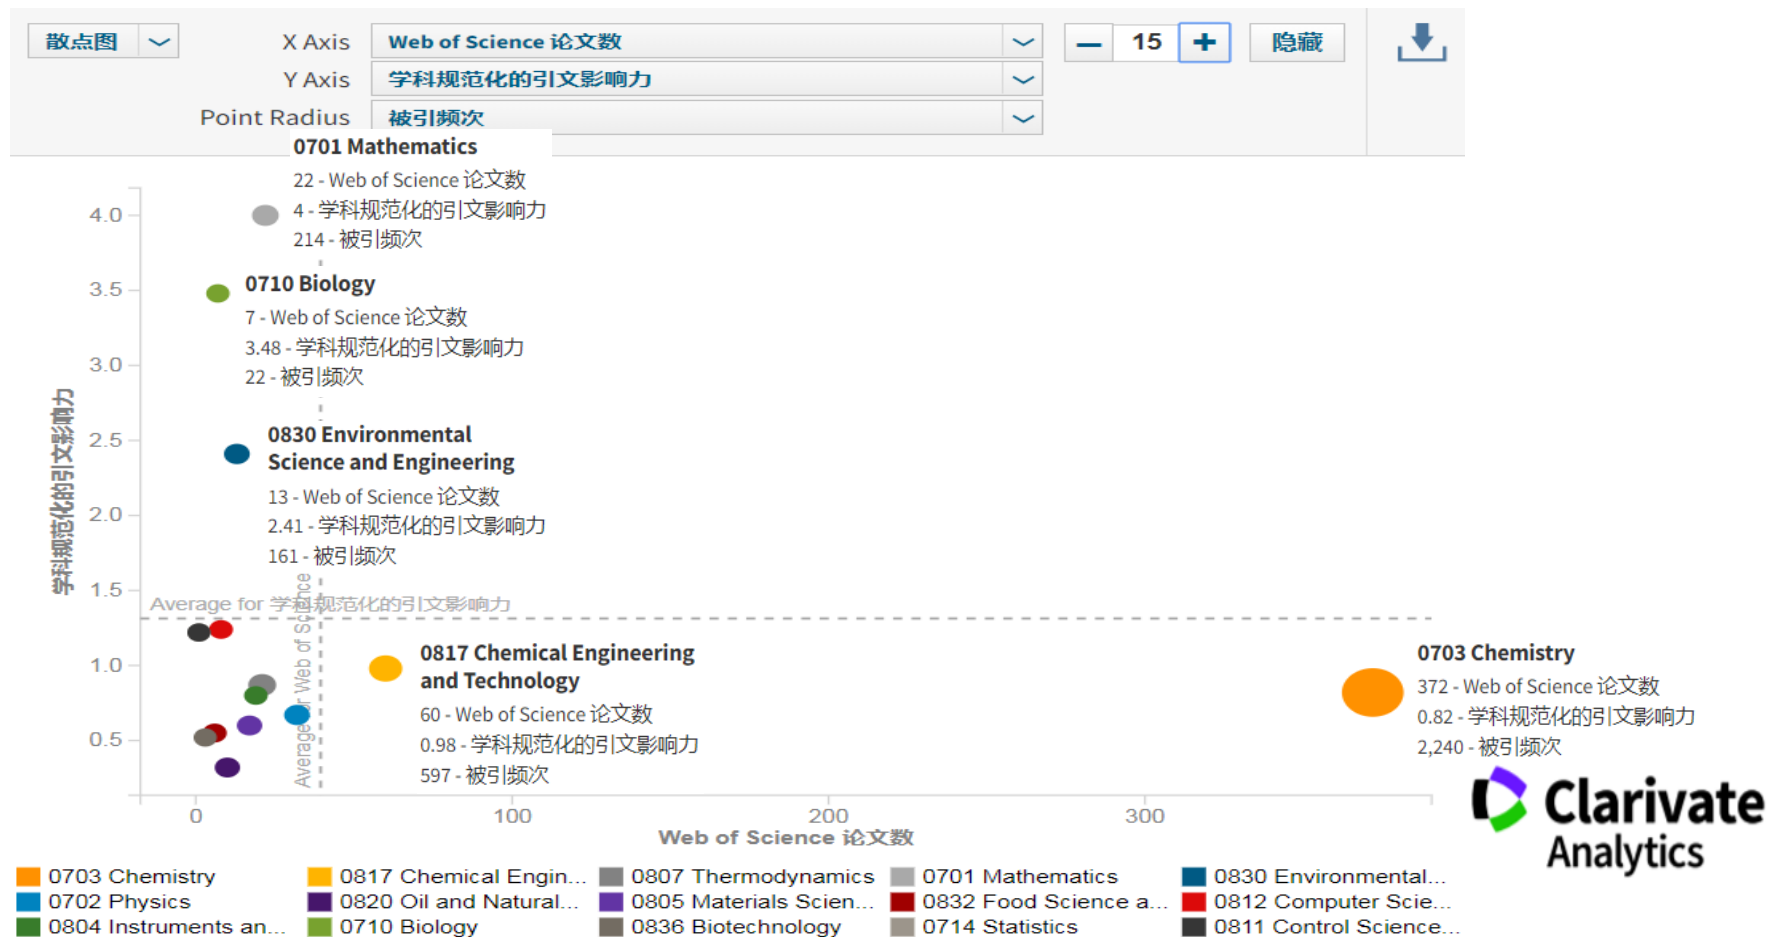 散点图
X Axis
Web of Science 论文数
15
隐藏
Y Axis
学科规范化的引文影响力
Point Radius
被引频次
0701 Mathematics
22 - Web of Science 论文数
4 - 学科规范化的引文影响力
214 - 被引频次
0710 Biology
7 - Web of Science 论文数
3.48 - 学科规范化的引文影响力
22 - 被引频次
0830 Environmental
Science and Engineering
13 - Web of Science 论文数
2.41 - 学科规范化的引文影响力
161 - 被引频次
4.0
3.5
3.0
2.5
2.0
1.5
1.0
0.5
学科规范化的引文影响力
Average for 学科规范化的引文影响力
Average for Web of Science
0817 Chemical Engineering
and Technology
60 - Web of Science 论文数
0.98 - 学科规范化的引文影响力
597 - 被引频次
0703 Chemistry
372 - Web of Science 论文数
0.82 - 学科规范化的引文影响力
2,240 - 被引频次
0
100
200
300
Web of Science 论文数
Clarivate
Analytics
0703 Chemistry
0817 Chemical Engin...
0807 Thermodynamics
0701 Mathematics
0830 Environmental...
0702 Physics
0820 Oil and Natural...
0805 Materials Scien...
0832 Food Science a...
0812 Computer Scie...
0804 Instruments an...
0710 Biology
0836 Biotechnology
0714 Statistics
0811 Control Science...